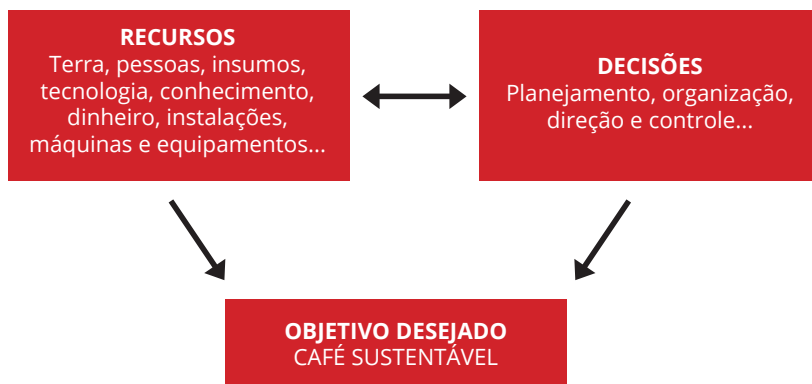 RECURSOS
Terra, pessoas, insumos,
tecnologia, conhecimento,
dinheiro, instalações,
máquinas e equipamentos...
DECISÕES
Planejamento, organização,
direção e controle...
OBJETIVO DESEJADO
CAFÉ SUSTENTÁVEL